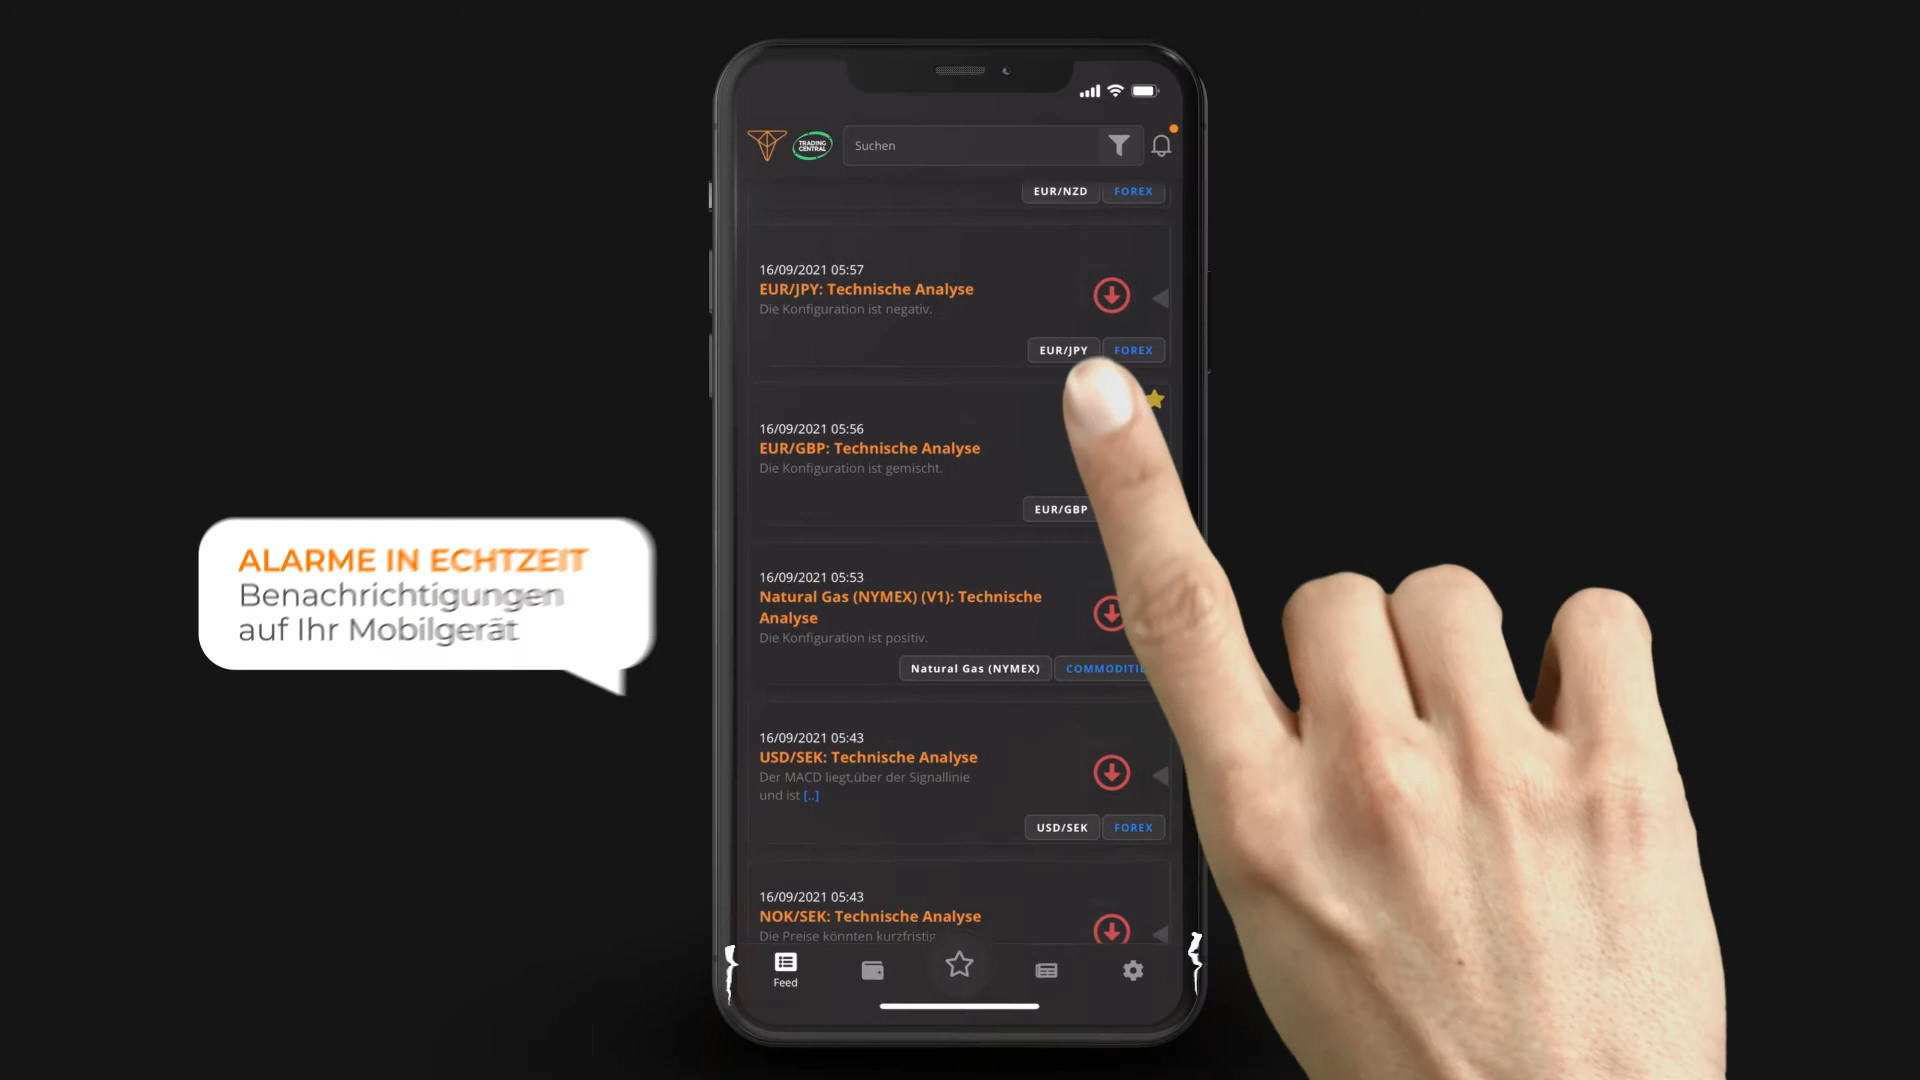 TRADING
CENTRAL
Suchen
EUR/NZD FOREX
16/09/2021 05:57
EUR/JPY: Technische Analyse
Die Konfiguration ist negativ.
EUR/JPY FOREX
16/09/2021 05:56
EUR/GBP: Technische Analyse
Die Konfiguration ist gemischt.
EUR/GBP
16/09/2021 05:53
Natural Gas (NYMEX) (V1): Technische
Analyse
Die Konfiguration ist positiv.
Natural Gas (NYMEX) COMMODITIE
16/09/2021 05:43
USD/SEK: Technische Analyse
Der MACD liegt,über der Signallinie
und ist [..]
USD/SEK FOREX
16/09/2021 05:43
NOK/SEK: Technische Analyse
Die Preise könnten kurzfristig
Feed
ALARME IN ECHTZEIT
Benachrichtigungen
auf Ihr Mobilgerät